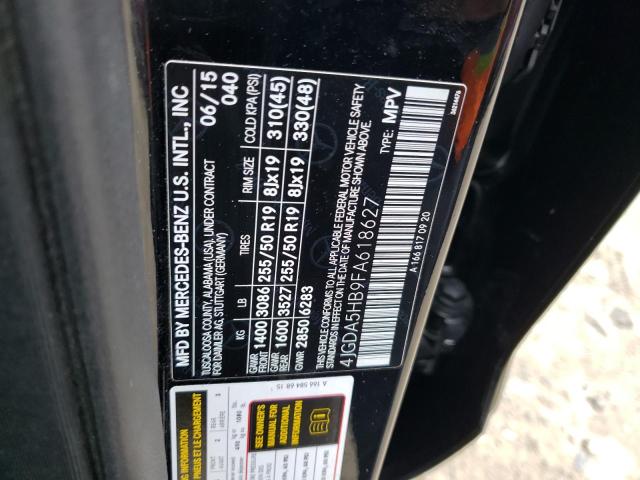 MFD BY MERCEDES-BENZ U.S. INTL., INC
TUSCALOOSA COUNTY, ALABAMA (USA), UNDER CONTRACT
FOR DAIMLER AG, STUTTGART (GERMANY)
06/15
040
KG LB TIRES RIM SIZE COLD KPA (PSI)
GAWR FRONT 1400 3086 255/50 R19 8Jx19 310(45)
GAWR REAR 1600 3527 255/50 R19 8Jx19 330(48)
GVWR 2850 6283
THIS VEHICLE CONFORMS TO ALL APPLICABLE FEDERAL MOTOR VEHICLE SAFETY
STANDARDS IN EFFECT ON THE DATE OF MANUFACTURE SHOWN ABOVE.
4JGDA5HB9FA618627 TYPE: MPV
A 166 817 09 20
A 166 584 68 15
SEE OWNER'S
MANUAL FOR
ADDITIONAL
INFORMATION
PNEUS ET LE CHARGEMENT